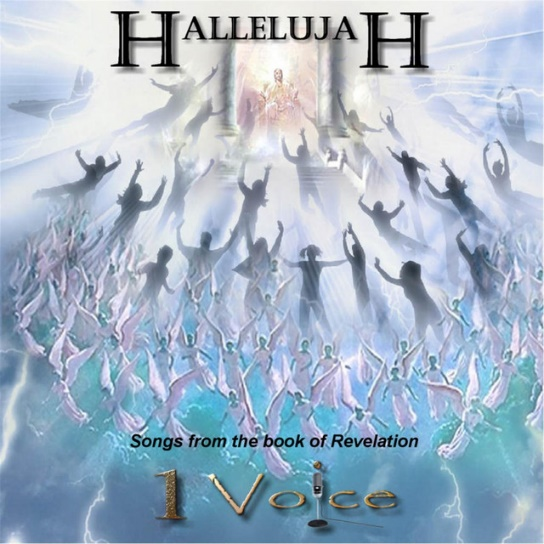 HALLELUJAH
Songs from the book of Revelation
1 Voice